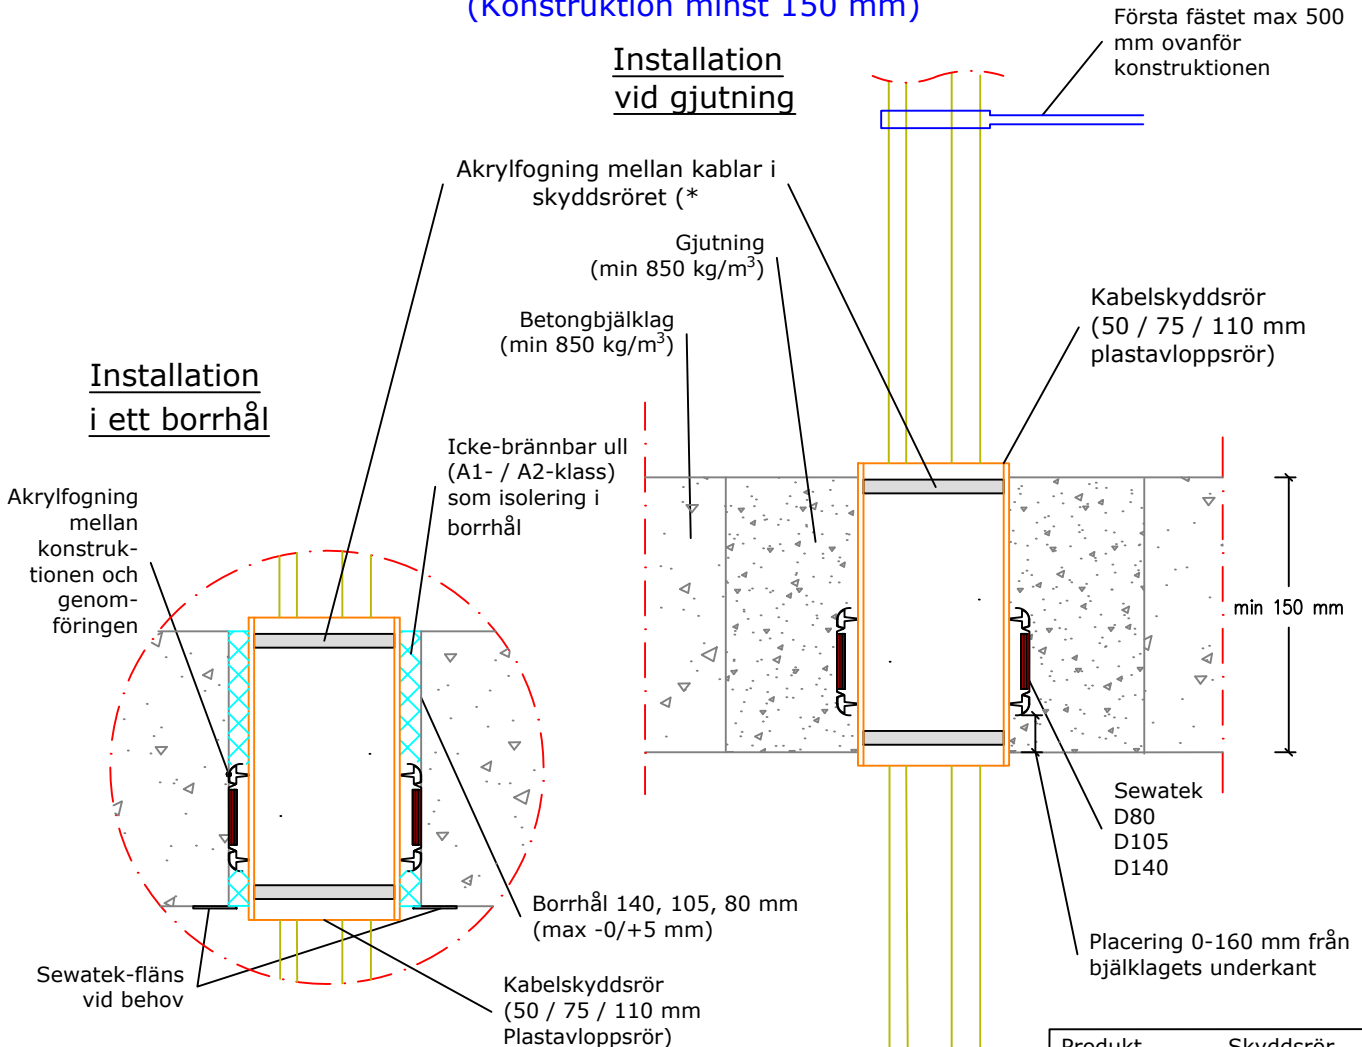 (Konstruktion minst 150 mm)
Installation
vid gjutning
Första fästet max 500
mm ovanför
konstruktionen
Akrylfogning mellan kablar i
skyddsröret (*
Gjutning
(min 850 kg/m³)
Betongbjälklag
(min 850 kg/m³)
Kabelskyddsrör
(50 / 75 / 110 mm
plastavloppsrör)
Installation
i ett borrhål
Icke-brännbar ull
(A1- / A2-klass)
som isolering i
borrhål
Akrylfogning
mellan
konstruk-
tionen och
genom-
föringen
min 150 mm
Sewatek
D80
D105
D140
Borrhål 140, 105, 80 mm
(max -0/+5 mm)
Placering 0-160 mm från
bjälklagets underkant
Sewatek-fläns
vid behov
Kabelskyddsrör
(50 / 75 / 110 mm
Plastavloppsrör)
Produkt Skyddsrör